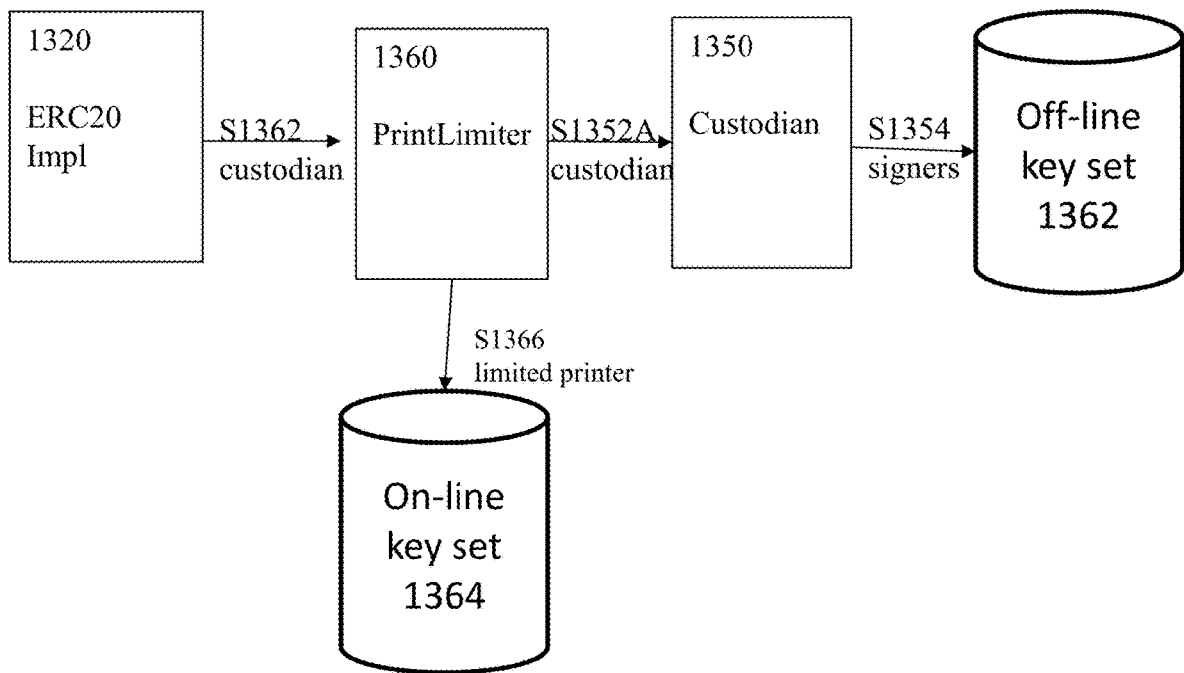 1320
ERC20
Impl
S1362
custodian
1360
PrintLimiter
S1352A
custodian
1350
Custodian
S1354
signers
Off-line
key set
1362
S1366
limited printer
On-line
key set
1364